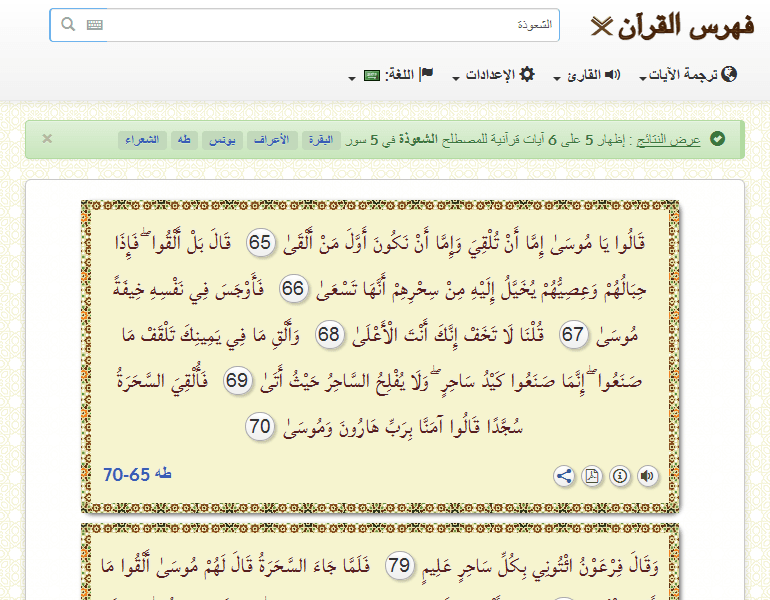 فهرس القرآن
الشعوذة
ترجمة الآيات القارئ الإعدادات اللغة:
عرض النتائج : إظهار 5 على 6 آيات قرآنية للمصطلح الشعوذة في 5 سور البقرة الأعراف يونس طه الشعراء ×
قَالُوا يَا مُوسَىٰ إِمَّا أَنْ تُلْقِيَ وَإِمَّا أَنْ نَكُونَ أَوَّلَ مَنْ أَلْقَىٰ 65 قَالَ بَلْ أَلْقُوا ۖ فَإِذَا
حِبَالُهُمْ وَعِصِيُّهُمْ يُخَيَّلُ إِلَيْهِ مِنْ سِحْرِهِمْ أَنَّهَا تَسْعَىٰ 66 فَأَوْجَسَ فِي نَفْسِهِ خِيفَةً
مُوسَىٰ 67 قُلْنَا لَا تَخَفْ إِنَّكَ أَنْتَ الْأَعْلَىٰ 68 وَأَلْقِ مَا فِي يَمِينِكَ تَلْقَفْ مَا
صَنَعُوا ۖ إِنَّمَا صَنَعُوا كَيْدُ سَاحِرٍ ۖ وَلَا يُفْلِحُ السَّاحِرُ حَيْثُ أَتَىٰ 69 فَأُلْقِيَ السَّحَرَةُ
سُجَّدًا قَالُوا آمَنَّا بِرَبِّ هَارُونَ وَمُوسَىٰ 70
طه 65-70
وَقَالَ فِرْعَوْنُ ائْتُونِي بِكُلِّ سَاحِرٍ عَلِيمٍ 79 فَلَمَّا جَاءَ السَّحَرَةُ قَالَ لَهُمْ مُوسَىٰ أَلْقُوا مَا